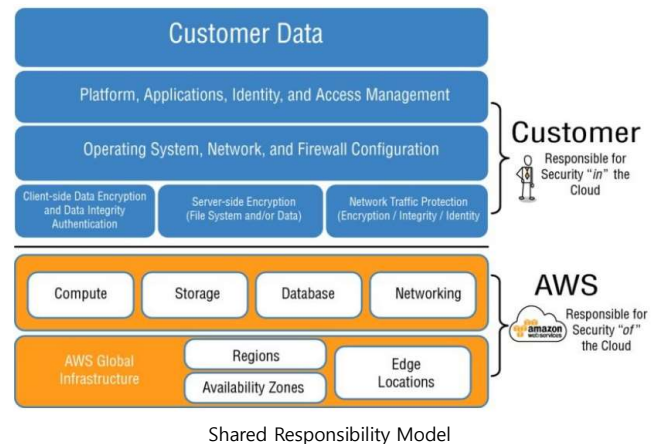 Customer Data
Platform, Applications, Identity, and Access Management
Operating System, Network, and Firewall Configuration
Client-side Data Encryption
and Data Integrity
Authentication
Server-side Encryption
(File System and/or Data)
Network Traffic Protection
(Encryption / Integrity / Identity
Customer
Responsible for
Security "in" the
Cloud
Compute
Storage
Database
Networking
AWS Global
Infrastructure
Regions
Availability Zones
Edge
Locations
AWS
amazon
webservices
Responsible for
Security "of"
the Cloud
Shared Responsibility Model